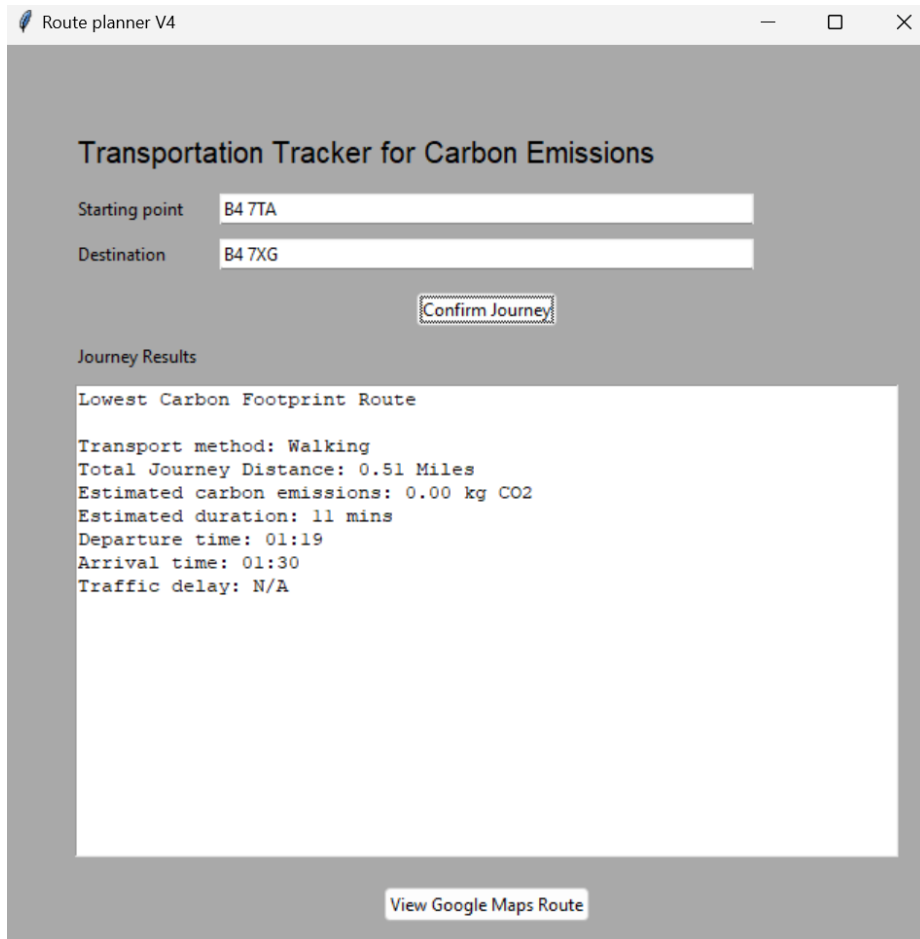 Route planner V4
Transportation Tracker for Carbon Emissions
Starting point B4 7TA
Destination B4 7XG
Confirm Journey
Journey Results
Lowest Carbon Footprint Route
Transport method: Walking
Total Journey Distance: 0.51 Miles
Estimated carbon emissions: 0.00 kg CO2
Estimated duration: 11 mins
Departure time: 01:19
Arrival time: 01:30
Traffic delay: N/A
View Google Maps Route